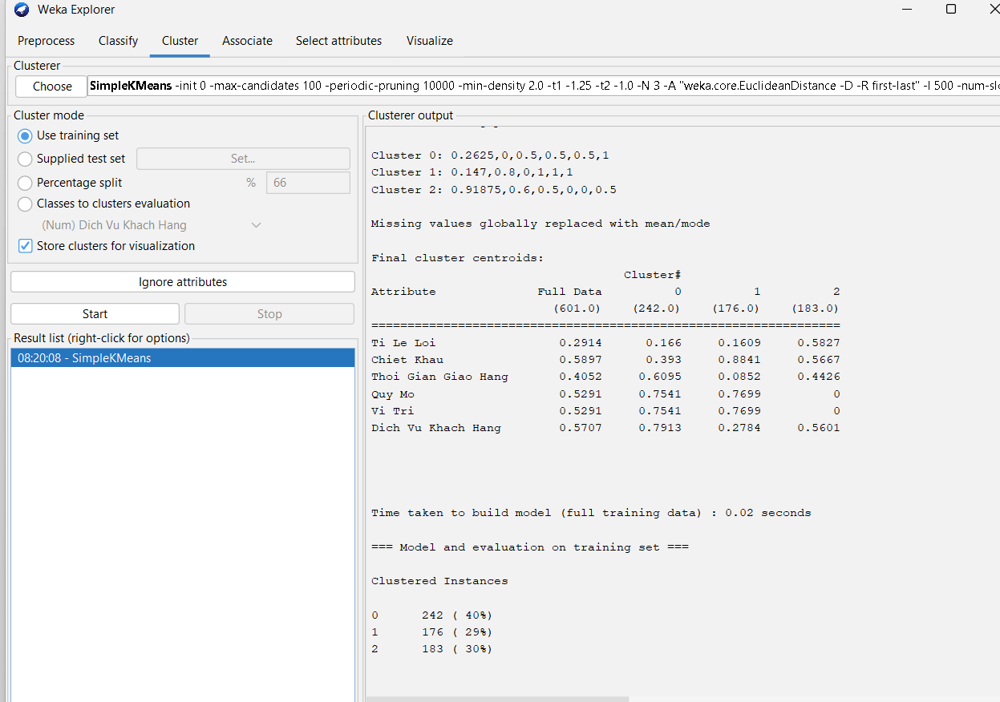 Weka Explorer
Preprocess Classify Cluster Associate Select attributes Visualize
Clusterer
Choose SimpleKMeans -init 0 -max-candidates 100 -periodic-pruning 10000 -min-density 2.0 -t1 -1.25 -t2 -1.0 -N 3 -A "weka.core.EuclideanDistance -D -R first-last" -I 500 -num-slo
Cluster mode
Use training set
Supplied test set Set...
Percentage split % 66
Classes to clusters evaluation
(Num) Dich Vu Khach Hang
Store clusters for visualization
Ignore attributes
Start Stop
Result list (right-click for options)
08:20:08 - SimpleKMeans
Clusterer output
Cluster 0: 0.2625,0,0.5,0.5,0.5,1
Cluster 1: 0.147,0.8,0,1,1,1
Cluster 2: 0.91875,0.6,0.5,0,0,0.5
Missing values globally replaced with mean/mode
Final cluster centroids:
Cluster#
Attribute Full Data 0 1 2
(601.0) (242.0) (176.0) (183.0)
=================================================================
Ti Le Loi 0.2914 0.166 0.1609 0.5827
Chiet Khau 0.5897 0.393 0.8841 0.5667
Thoi Gian Giao Hang 0.4052 0.6095 0.0852 0.4426
Quy Mo 0.5291 0.7541 0.7699 0
Vi Tri 0.5291 0.7541 0.7699 0
Dich Vu Khach Hang 0.5707 0.7913 0.2784 0.5601
Time taken to build model (full training data) : 0.02 seconds
=== Model and evaluation on training set ===
Clustered Instances
0 242 ( 40%)
1 176 ( 29%)
2 183 ( 30%)